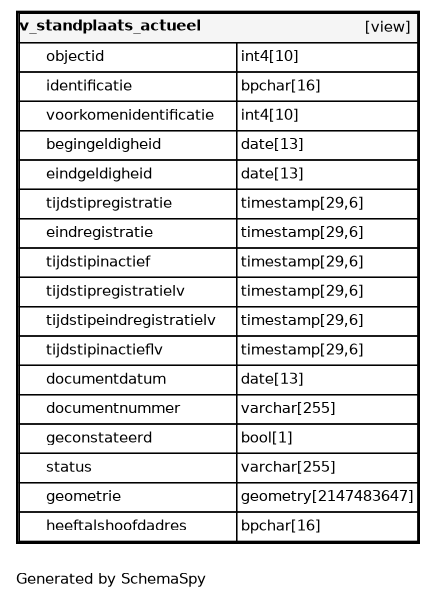 v_standplaats_actueel [view]
objectid int4[10]
identificatie bpchar[16]
voorkomenidentificatie int4[10]
begingeldigheid date[13]
eindgeldigheid date[13]
tijdstipregistratie timestamp[29,6]
eindregistratie timestamp[29,6]
tijdstipinactief timestamp[29,6]
tijdstipregistratielv timestamp[29,6]
tijdstipeindregistratielv timestamp[29,6]
tijdstipinactieflv timestamp[29,6]
documentdatum date[13]
documentnummer varchar[255]
geconstateerd bool[1]
status varchar[255]
geometrie geometry[2147483647]
heeftalshoofdadres bpchar[16]
Generated by SchemaSpy